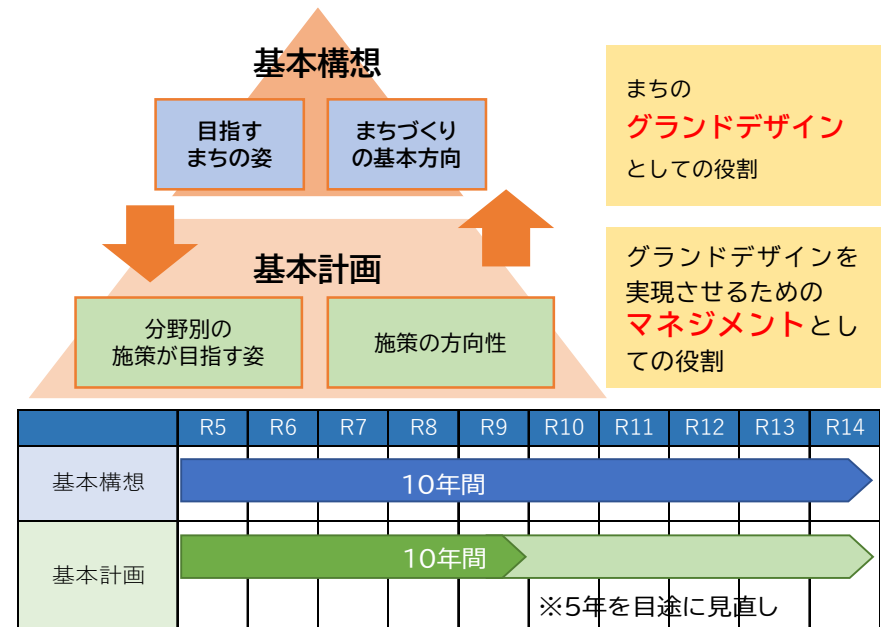 基本構想
目指す
まちの姿
まちづくり
の基本方向
まちの
グランドデザイン
としての役割
基本計画
分野別の
施策が目指す姿
施策の方向性
グランドデザインを
実現させるための
マネジメントとし
ての役割
R5 R6 R7 R8 R9 R10 R11 R12 R13 R14
基本構想 10年間
基本計画 10年間
※5年を目途に見直し